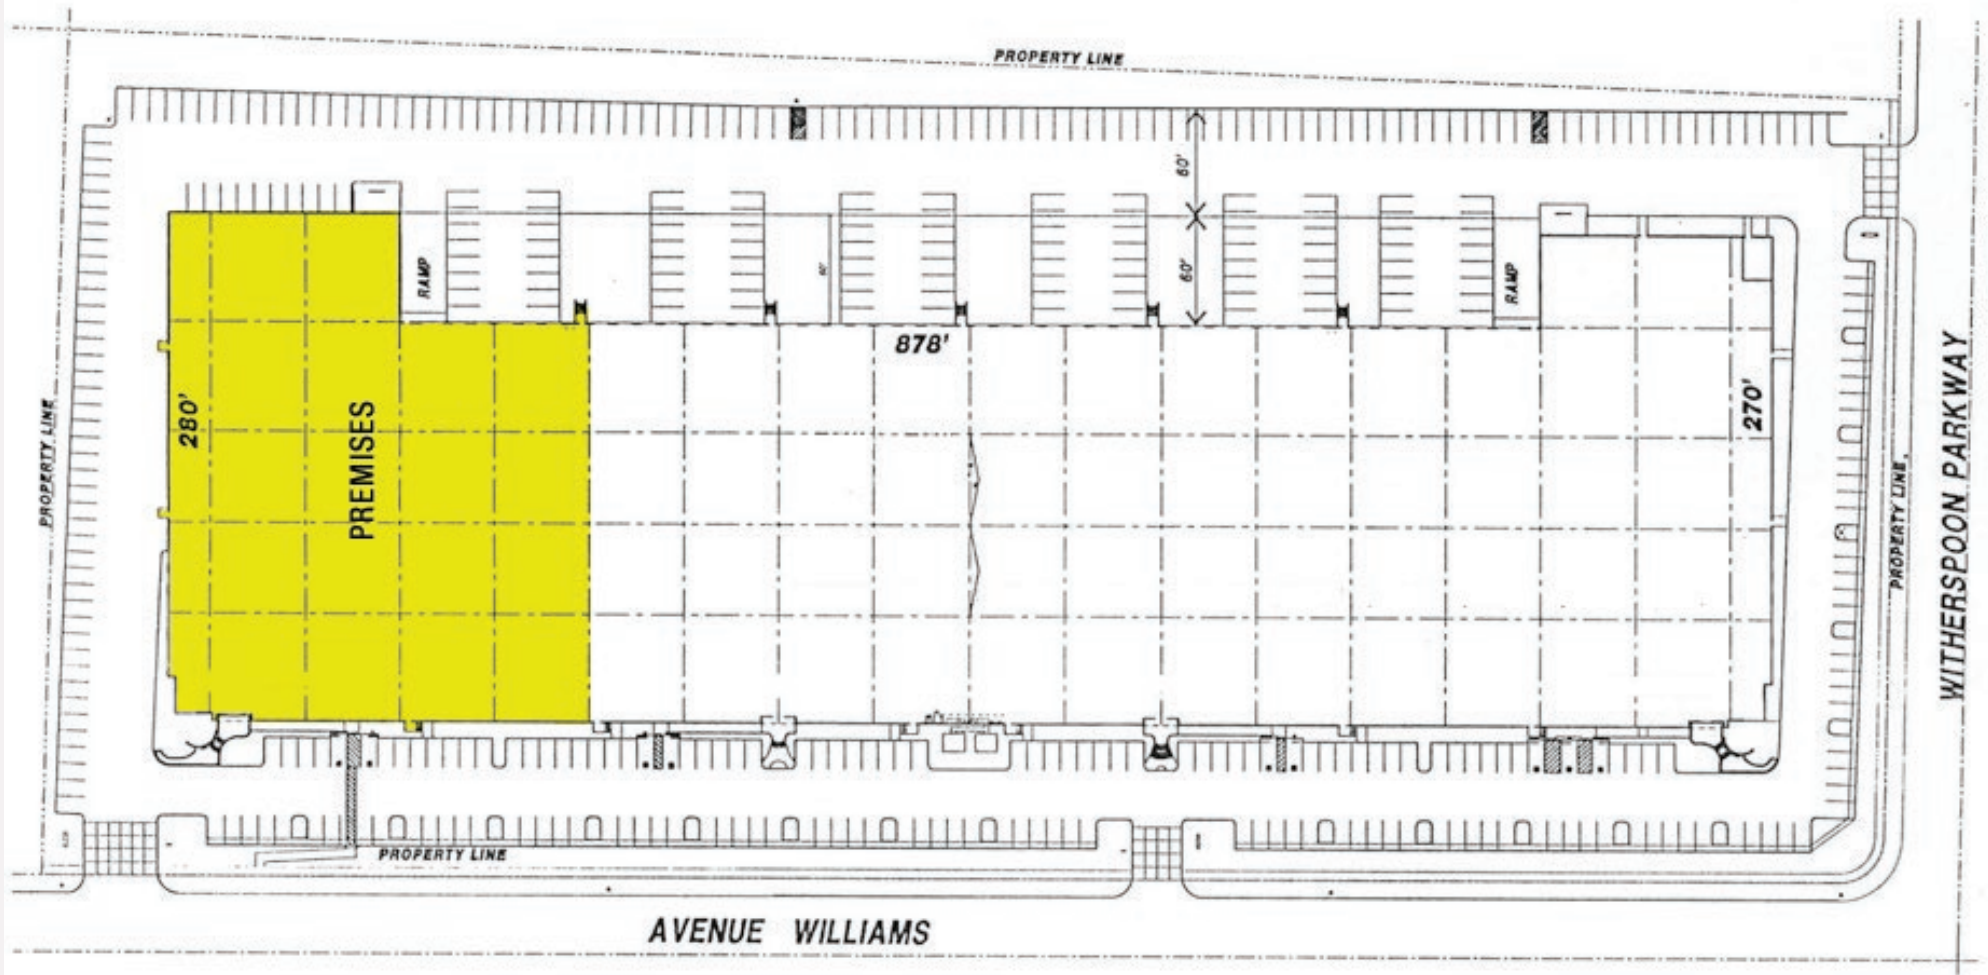 PROPERTY LINE
60'
60'
60'
RAMP
RAMP
878'
280'
PREMISES
270'
PROPERTY LINE
PROPERTY LINE
WITHERSPOON PARKWAY
PROPERTY LINE
AVENUE WILLIAMS